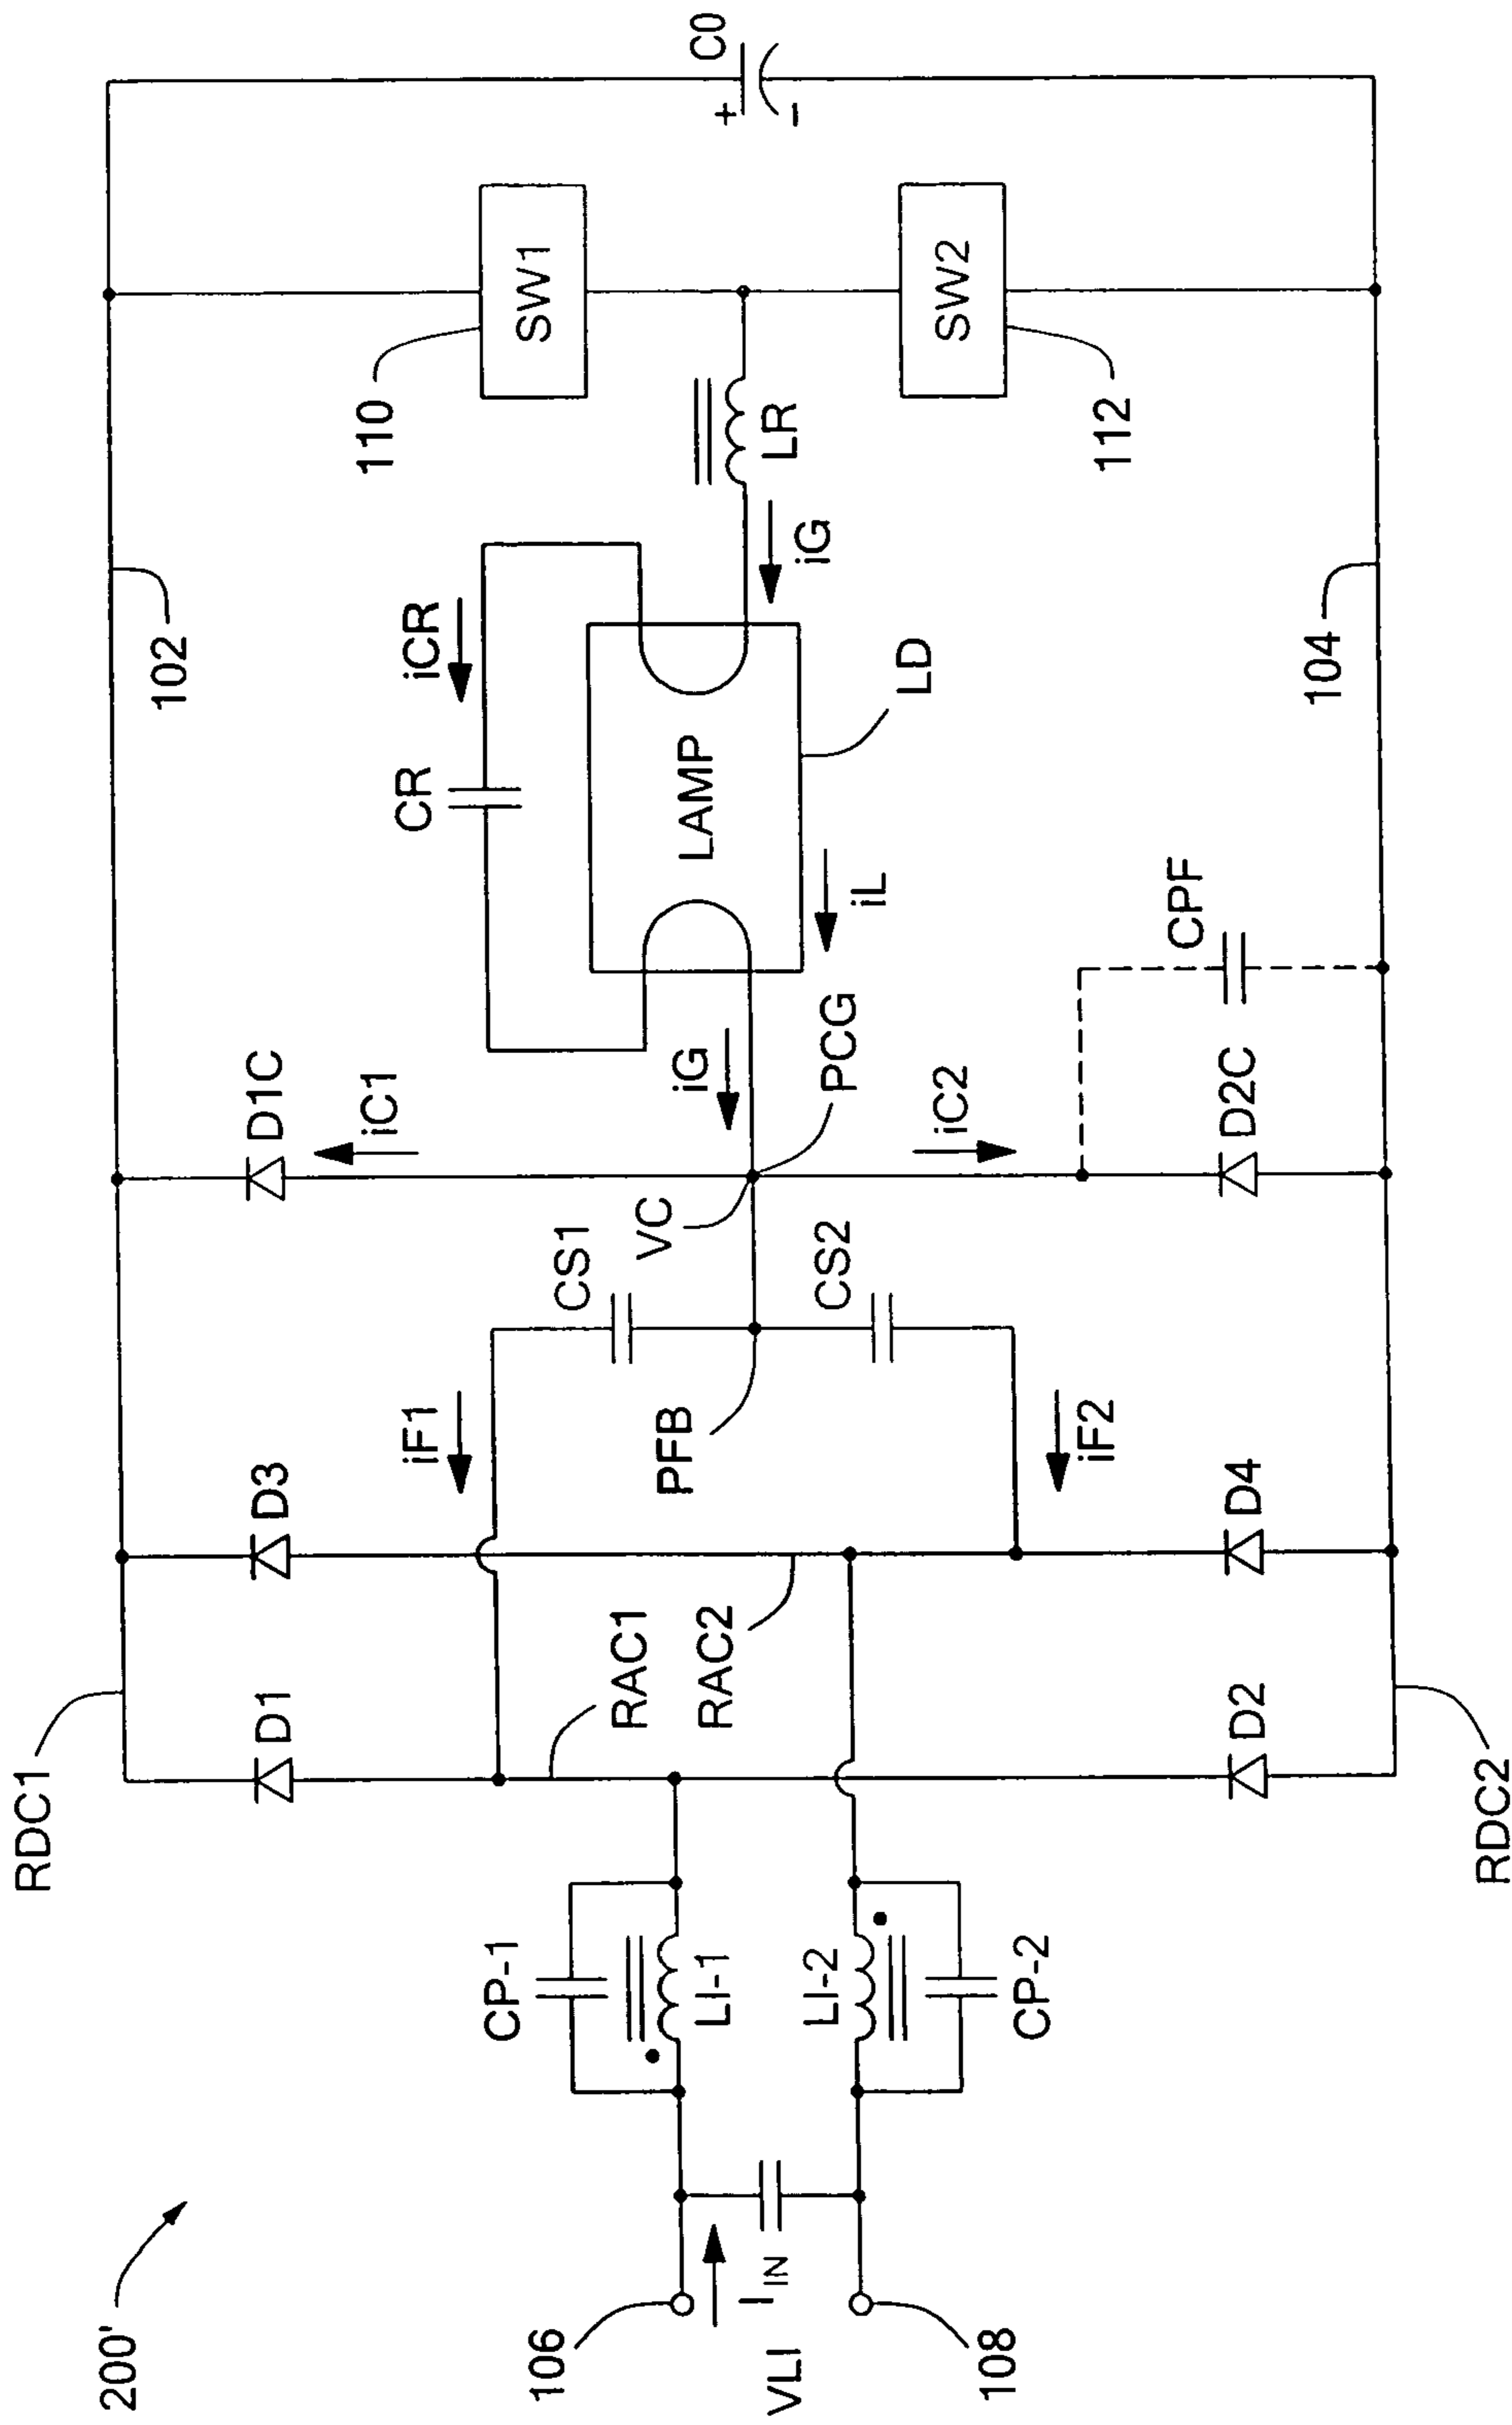 200'
106
108
VLI
I_IN
CP-1
LI-1
LI-2
CP-2
RDC1
RDC2
D1
D2
RAC1
RAC2
D3
D4
iF1
iF2
PFB
CS1
CS2
VC
PCG
D1C
iC1
iC2
D2C
CPF
iG
iL
LAMP
LD
CR
iCR
iG
LR
102
104
110
112
SW1
SW2
C0
+
-